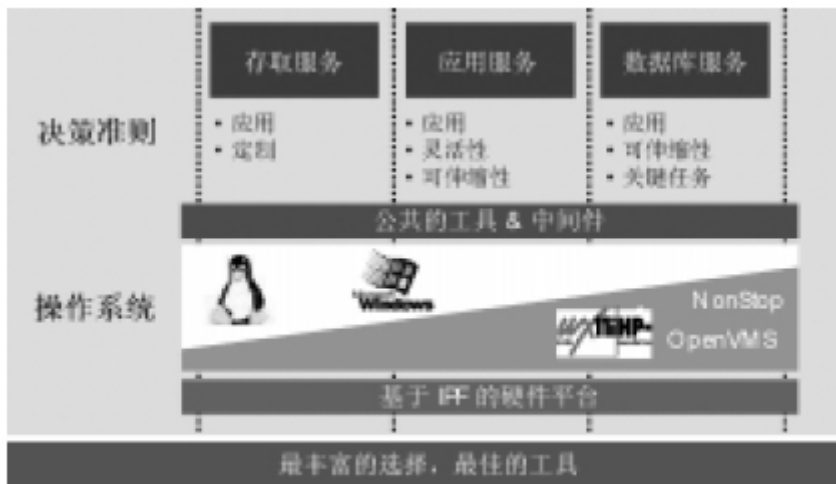 存取服务
应用服务
数据库服务
决策准则
• 应用
• 定制
• 应用
• 灵活性
• 可伸缩性
• 应用
• 可伸缩性
• 关键任务
公共的工具 & 中间件
操作系统
Windows
NonStop
OpenVMS
基于 IPF 的硬件平台
最丰富的选择，最佳的工具